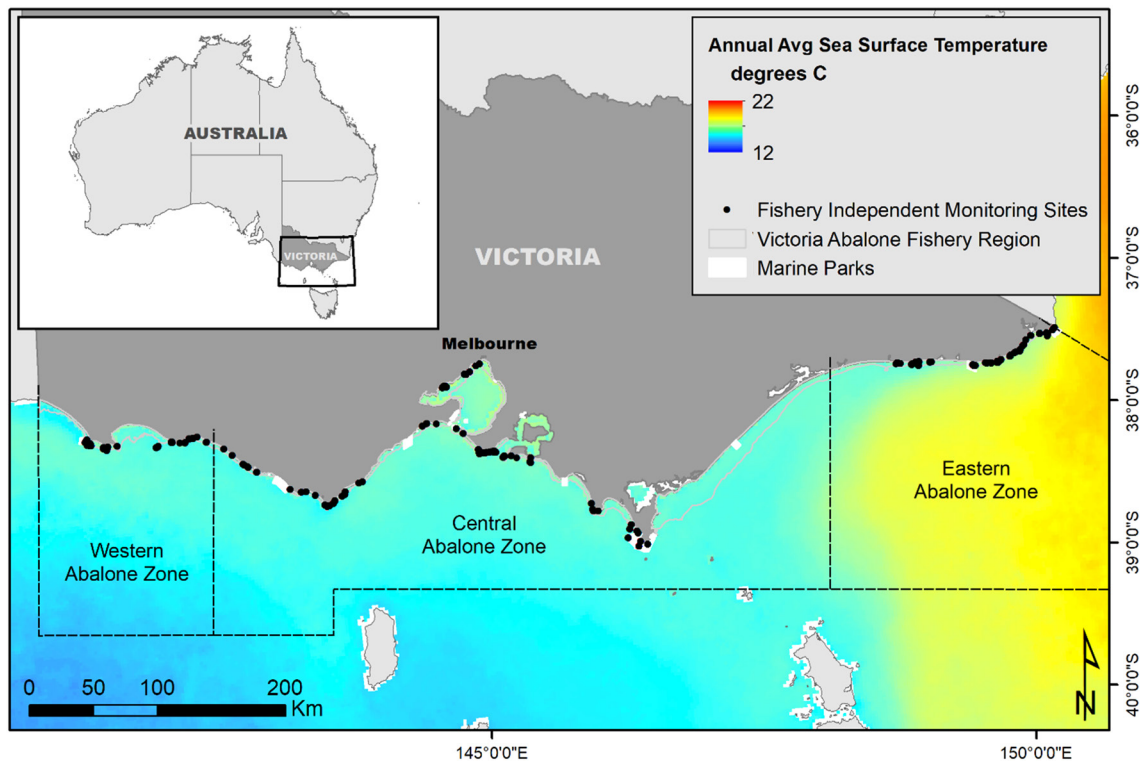 AUSTRALIA
VICTORIA
Annual Avg Sea Surface Temperature
degrees C
22
12
Fishery Independent Monitoring Sites
Victoria Abalone Fishery Region
Marine Parks
VICTORIA
Melbourne
Western
Abalone Zone
Central
Abalone Zone
Eastern
Abalone Zone
0 50 100 200
Km
N
36°0'0"S
37°0'0"S
38°0'0"S
39°0'0"S
40°0'0"S
145°0'0"E
150°0'0"E